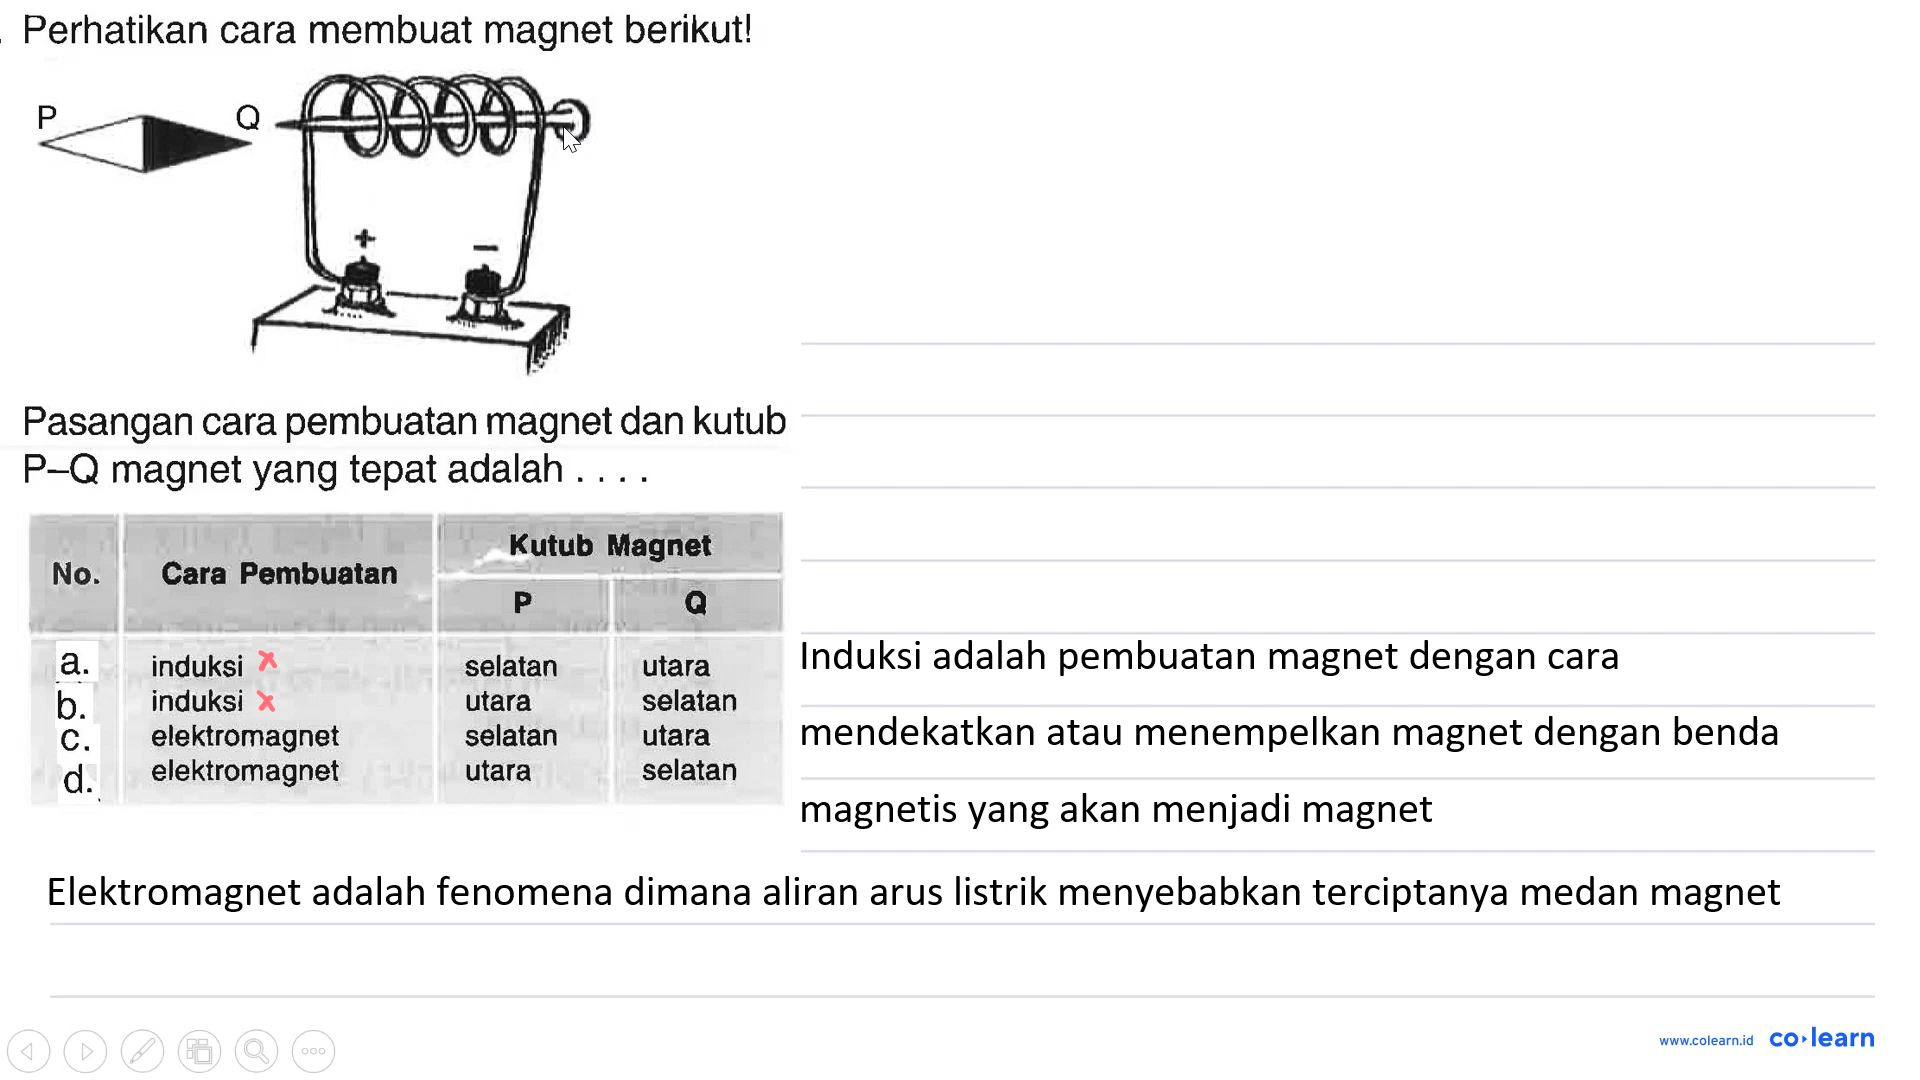 Perhatikan cara membuat magnet berikut!
P
Q
+
–
Pasangan cara pembuatan magnet dan kutub
P–Q magnet yang tepat adalah . . . .
No.
Cara Pembuatan
Kutub Magnet
P
Q
a. induksi x selatan utara
b. induksi x utara selatan
c. elektromagnet selatan utara
d. elektromagnet utara selatan
Induksi adalah pembuatan magnet dengan cara
mendekatkan atau menempelkan magnet dengan benda
magnetis yang akan menjadi magnet
Elektromagnet adalah fenomena dimana aliran arus listrik menyebabkan terciptanya medan magnet
www.colearn.id
co·learn